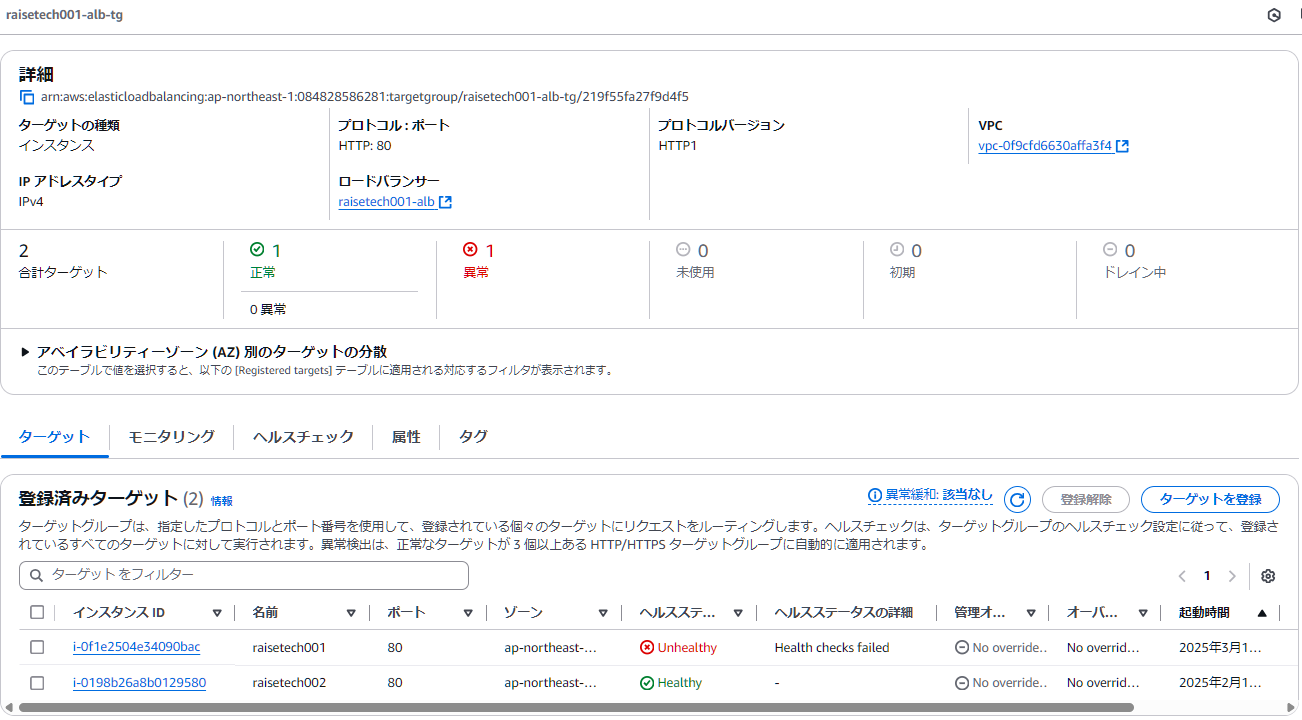 raisetech001-alb-tg
詳細
arn:aws:elasticloadbalancing:ap-northeast-1:084828586281:targetgroup/raisetech001-alb-tg/219f55fa27f9d4f5
ターゲットの種類
インスタンス
プロトコル : ポート
HTTP: 80
プロトコルバージョン
HTTP1
VPC
vpc-0f9cfd6630affa3f4
IP アドレスタイプ
IPv4
ロードバランサー
raisetech001-alb
2
合計ターゲット
1
正常
0 異常
1
異常
0
未使用
0
初期
0
ドレイン中
アベイラビリティーゾーン (AZ) 別のターゲットの分散
このテーブルで値を選択すると、以下の [Registered targets] テーブルに適用される対応するフィルタが表示されます。
ターゲット モニタリング ヘルスチェック 属性 タグ
登録済みターゲット (2) 情報
異常緩和: 該当なし
登録解除
ターゲットを登録
ターゲットグループは、指定したプロトコルとポート番号を使用して、登録されている個々のターゲットにリクエストをルーティングします。ヘルスチェックは、ターゲットグループのヘルスチェック設定に従って、登録さ
れているすべてのターゲットに対して実行されます。異常検出は、正常なターゲットが 3 個以上ある HTTP/HTTPS ターゲットグループに自動的に適用されます。
ターゲット をフィルター
1
インスタンス ID 名前 ポート ゾーン ヘルスステ... ヘルスステータスの詳細 管理オ... オーバ... 起動時間
i-0f1e2504e34090bac raisetech001 80 ap-northeast-... Unhealthy Health checks failed No override.. No overrid... 2025年3月1...
i-0198b26a8b0129580 raisetech002 80 ap-northeast-... Healthy - No override.. No overrid... 2025年2月1...